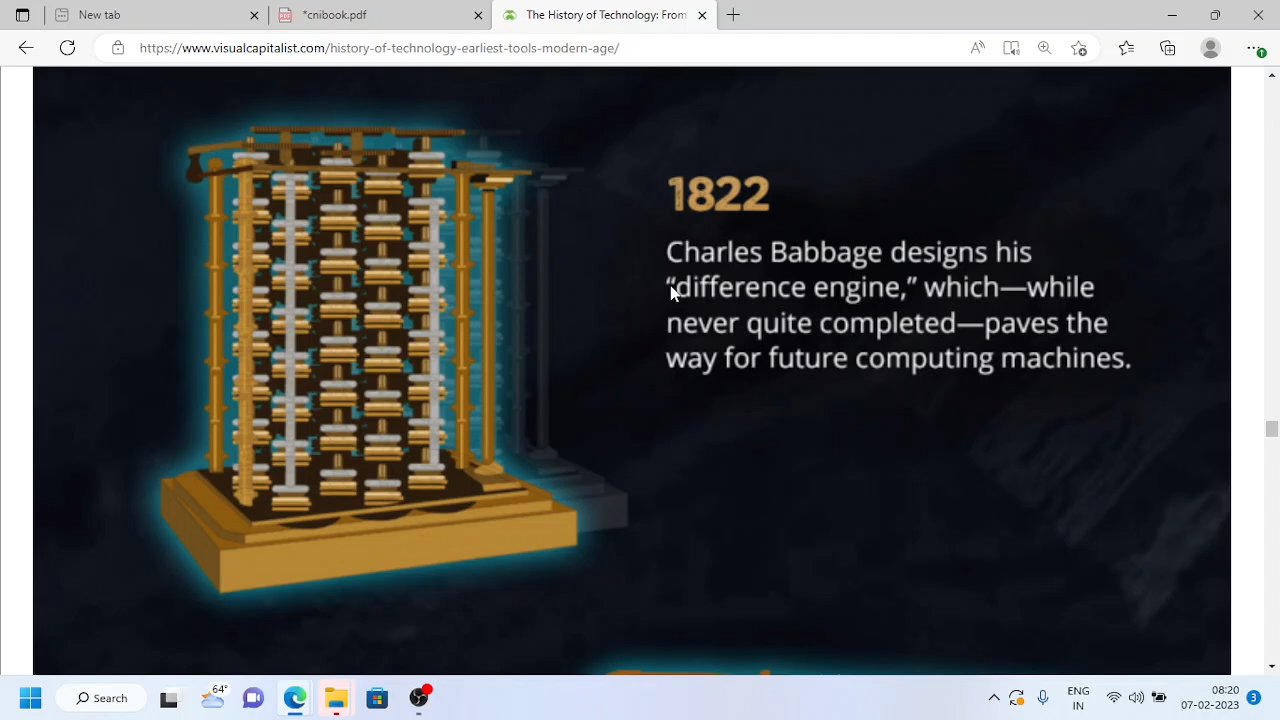 New tab
*cnibook.pdf
The History of Technology: From
https://www.visualcapitalist.com/history-of-technology-earliest-tools-modern-age/
1822
Charles Babbage designs his
“difference engine,” which—while
never quite completed—paves the
way for future computing machines.
Search
64°
ENG
IN
08:20
07-02-2023
3